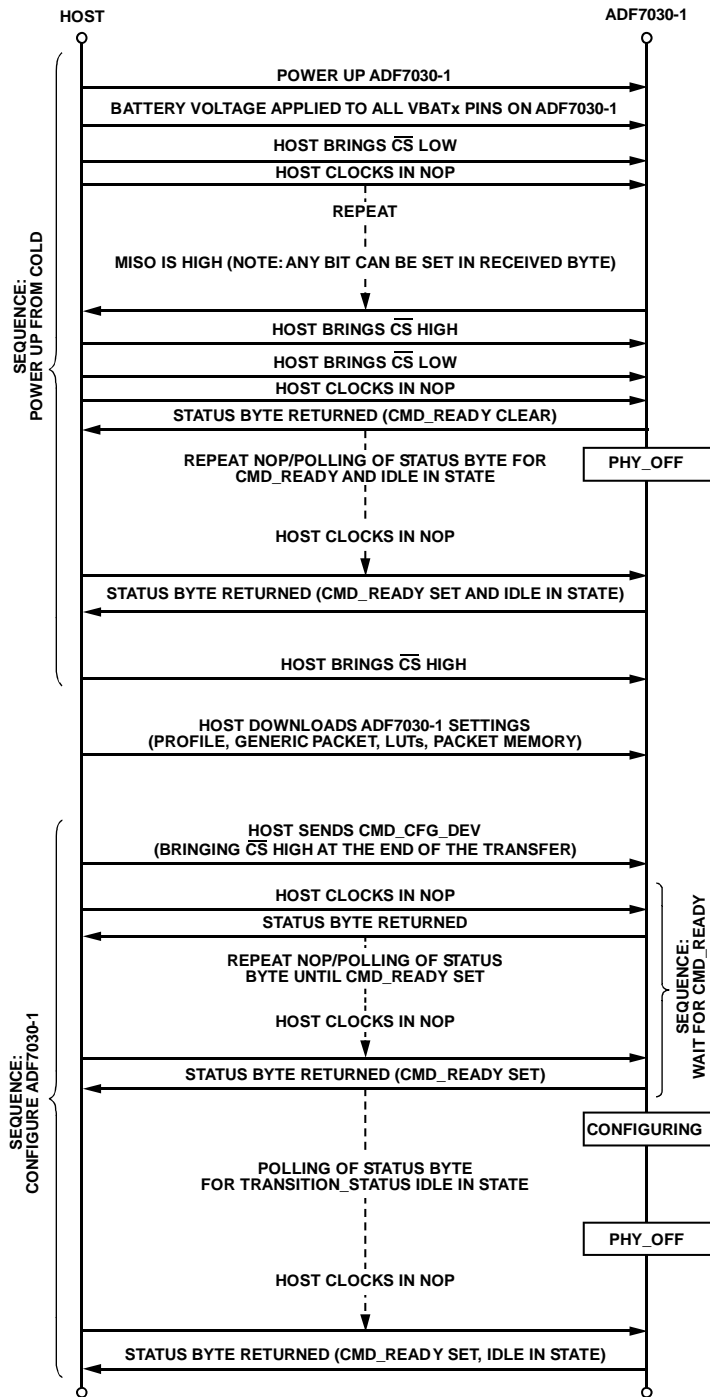 HOST
ADF7030-1
POWER UP ADF7030-1
BATTERY VOLTAGE APPLIED TO ALL VBATx PINS ON ADF7030-1
HOST BRINGS CS LOW
HOST CLOCKS IN NOP
REPEAT
MISO IS HIGH (NOTE: ANY BIT CAN BE SET IN RECEIVED BYTE)
SEQUENCE:
POWER UP FROM COLD
HOST BRINGS CS HIGH
HOST BRINGS CS LOW
HOST CLOCKS IN NOP
STATUS BYTE RETURNED (CMD_READY CLEAR)
REPEAT NOP/POLLING OF STATUS BYTE FOR
CMD_READY AND IDLE IN STATE
PHY_OFF
HOST CLOCKS IN NOP
STATUS BYTE RETURNED (CMD_READY SET AND IDLE IN STATE)
HOST BRINGS CS HIGH
HOST DOWNLOADS ADF7030-1 SETTINGS
(PROFILE, GENERIC PACKET, LUTs, PACKET MEMORY)
HOST SENDS CMD_CFG_DEV
(BRINGING CS HIGH AT THE END OF THE TRANSFER)
HOST CLOCKS IN NOP
STATUS BYTE RETURNED
REPEAT NOP/POLLING OF STATUS
BYTE UNTIL CMD_READY SET
SEQUENCE:
WAIT FOR CMD_READY
HOST CLOCKS IN NOP
STATUS BYTE RETURNED (CMD_READY SET)
SEQUENCE:
CONFIGURE ADF7030-1
CONFIGURING
POLLING OF STATUS BYTE
FOR TRANSITION_STATUS IDLE IN STATE
PHY_OFF
HOST CLOCKS IN NOP
STATUS BYTE RETURNED (CMD_READY SET, IDLE IN STATE)